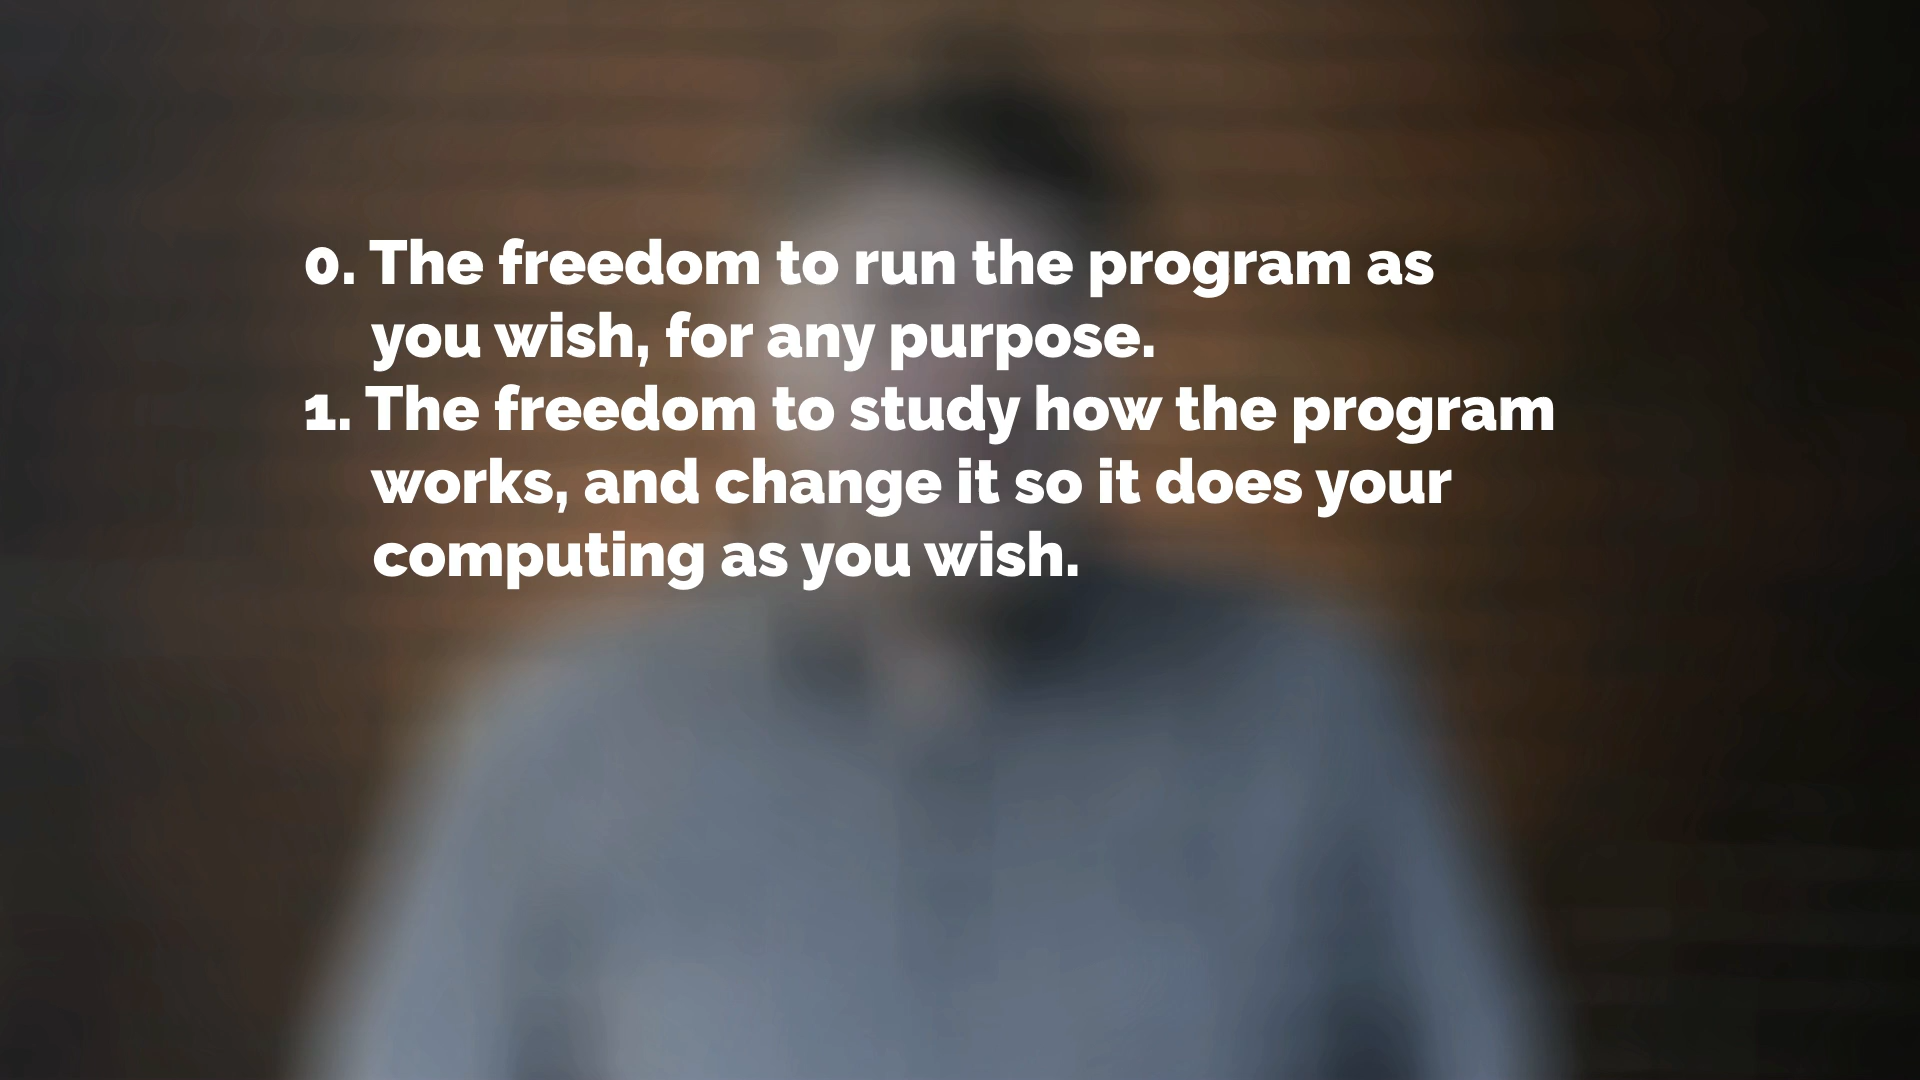 0. The freedom to run the program as
you wish, for any purpose.
1. The freedom to study how the program
works, and change it so it does your
computing as you wish.